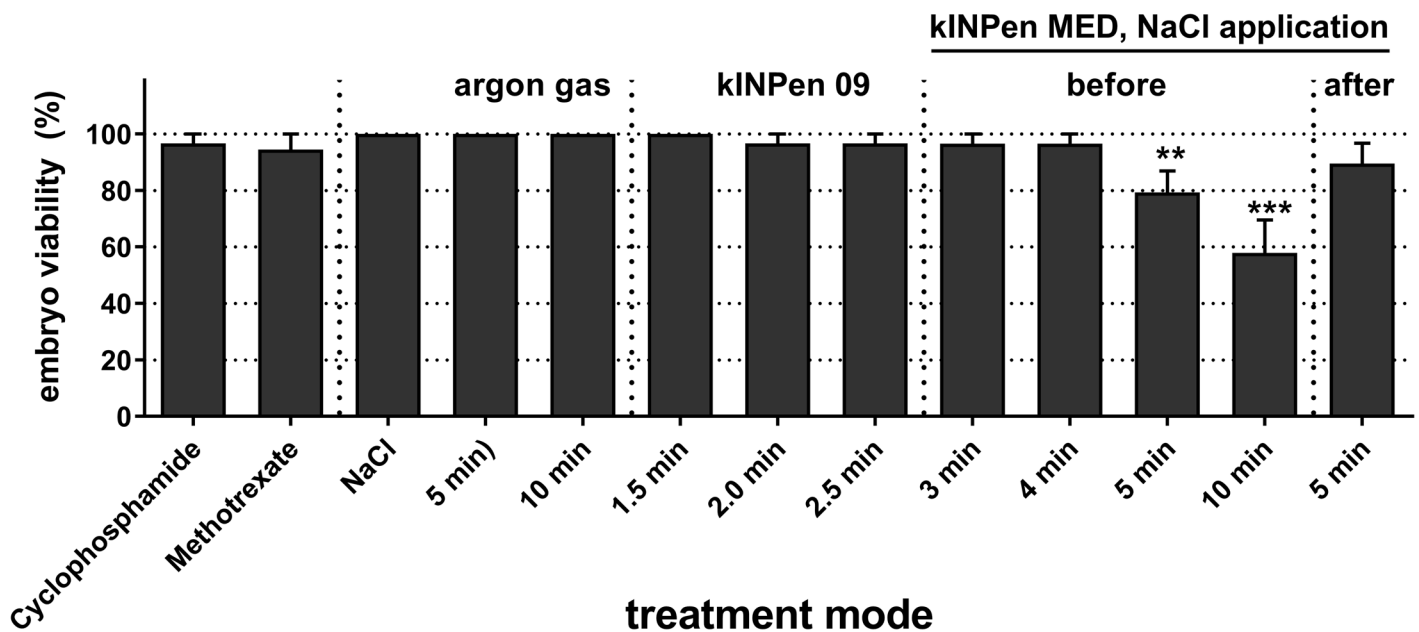 kINPen MED, NaCl application
argon gas
kINPen 09
before
after
embryo viability (%)
100
80
60
40
20
0
**
***
Cyclophosphamide
Methotrexate
NaCl
5 min)
10 min
1.5 min
2.0 min
2.5 min
3 min
4 min
5 min
10 min
5 min
treatment mode